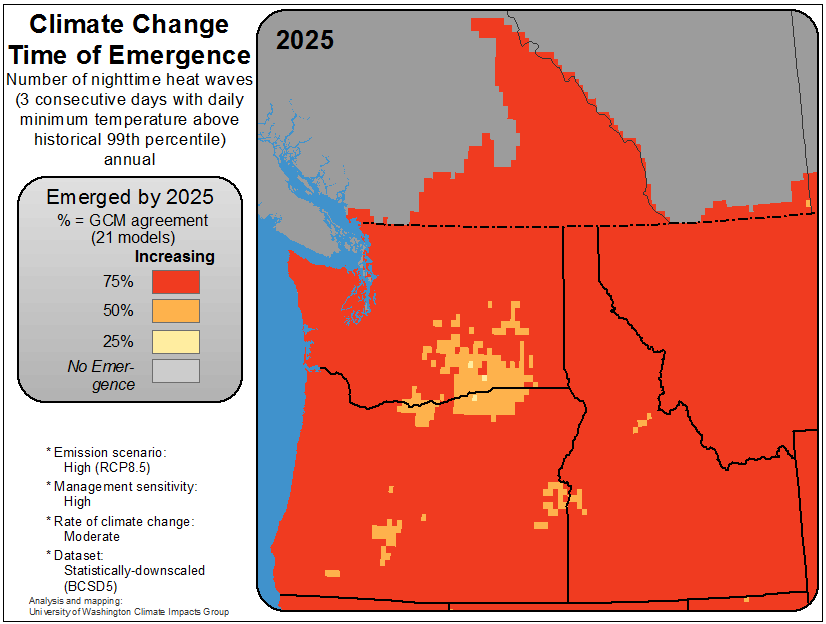 Climate Change
Time of Emergence
Number of nighttime heat waves
(3 consecutive days with daily
minimum temperature above
historical 99th percentile)
annual
Emerged by 2025
% = GCM agreement
(21 models)
Increasing
75%
50%
25%
No Emer-
gence
* Emission scenario:
High (RCP8.5)
* Management sensitivity:
High
* Rate of climate change:
Moderate
* Dataset:
Statistically-downscaled
(BCSD5)
Analysis and mapping:
University of Washington Climate Impacts Group
2025